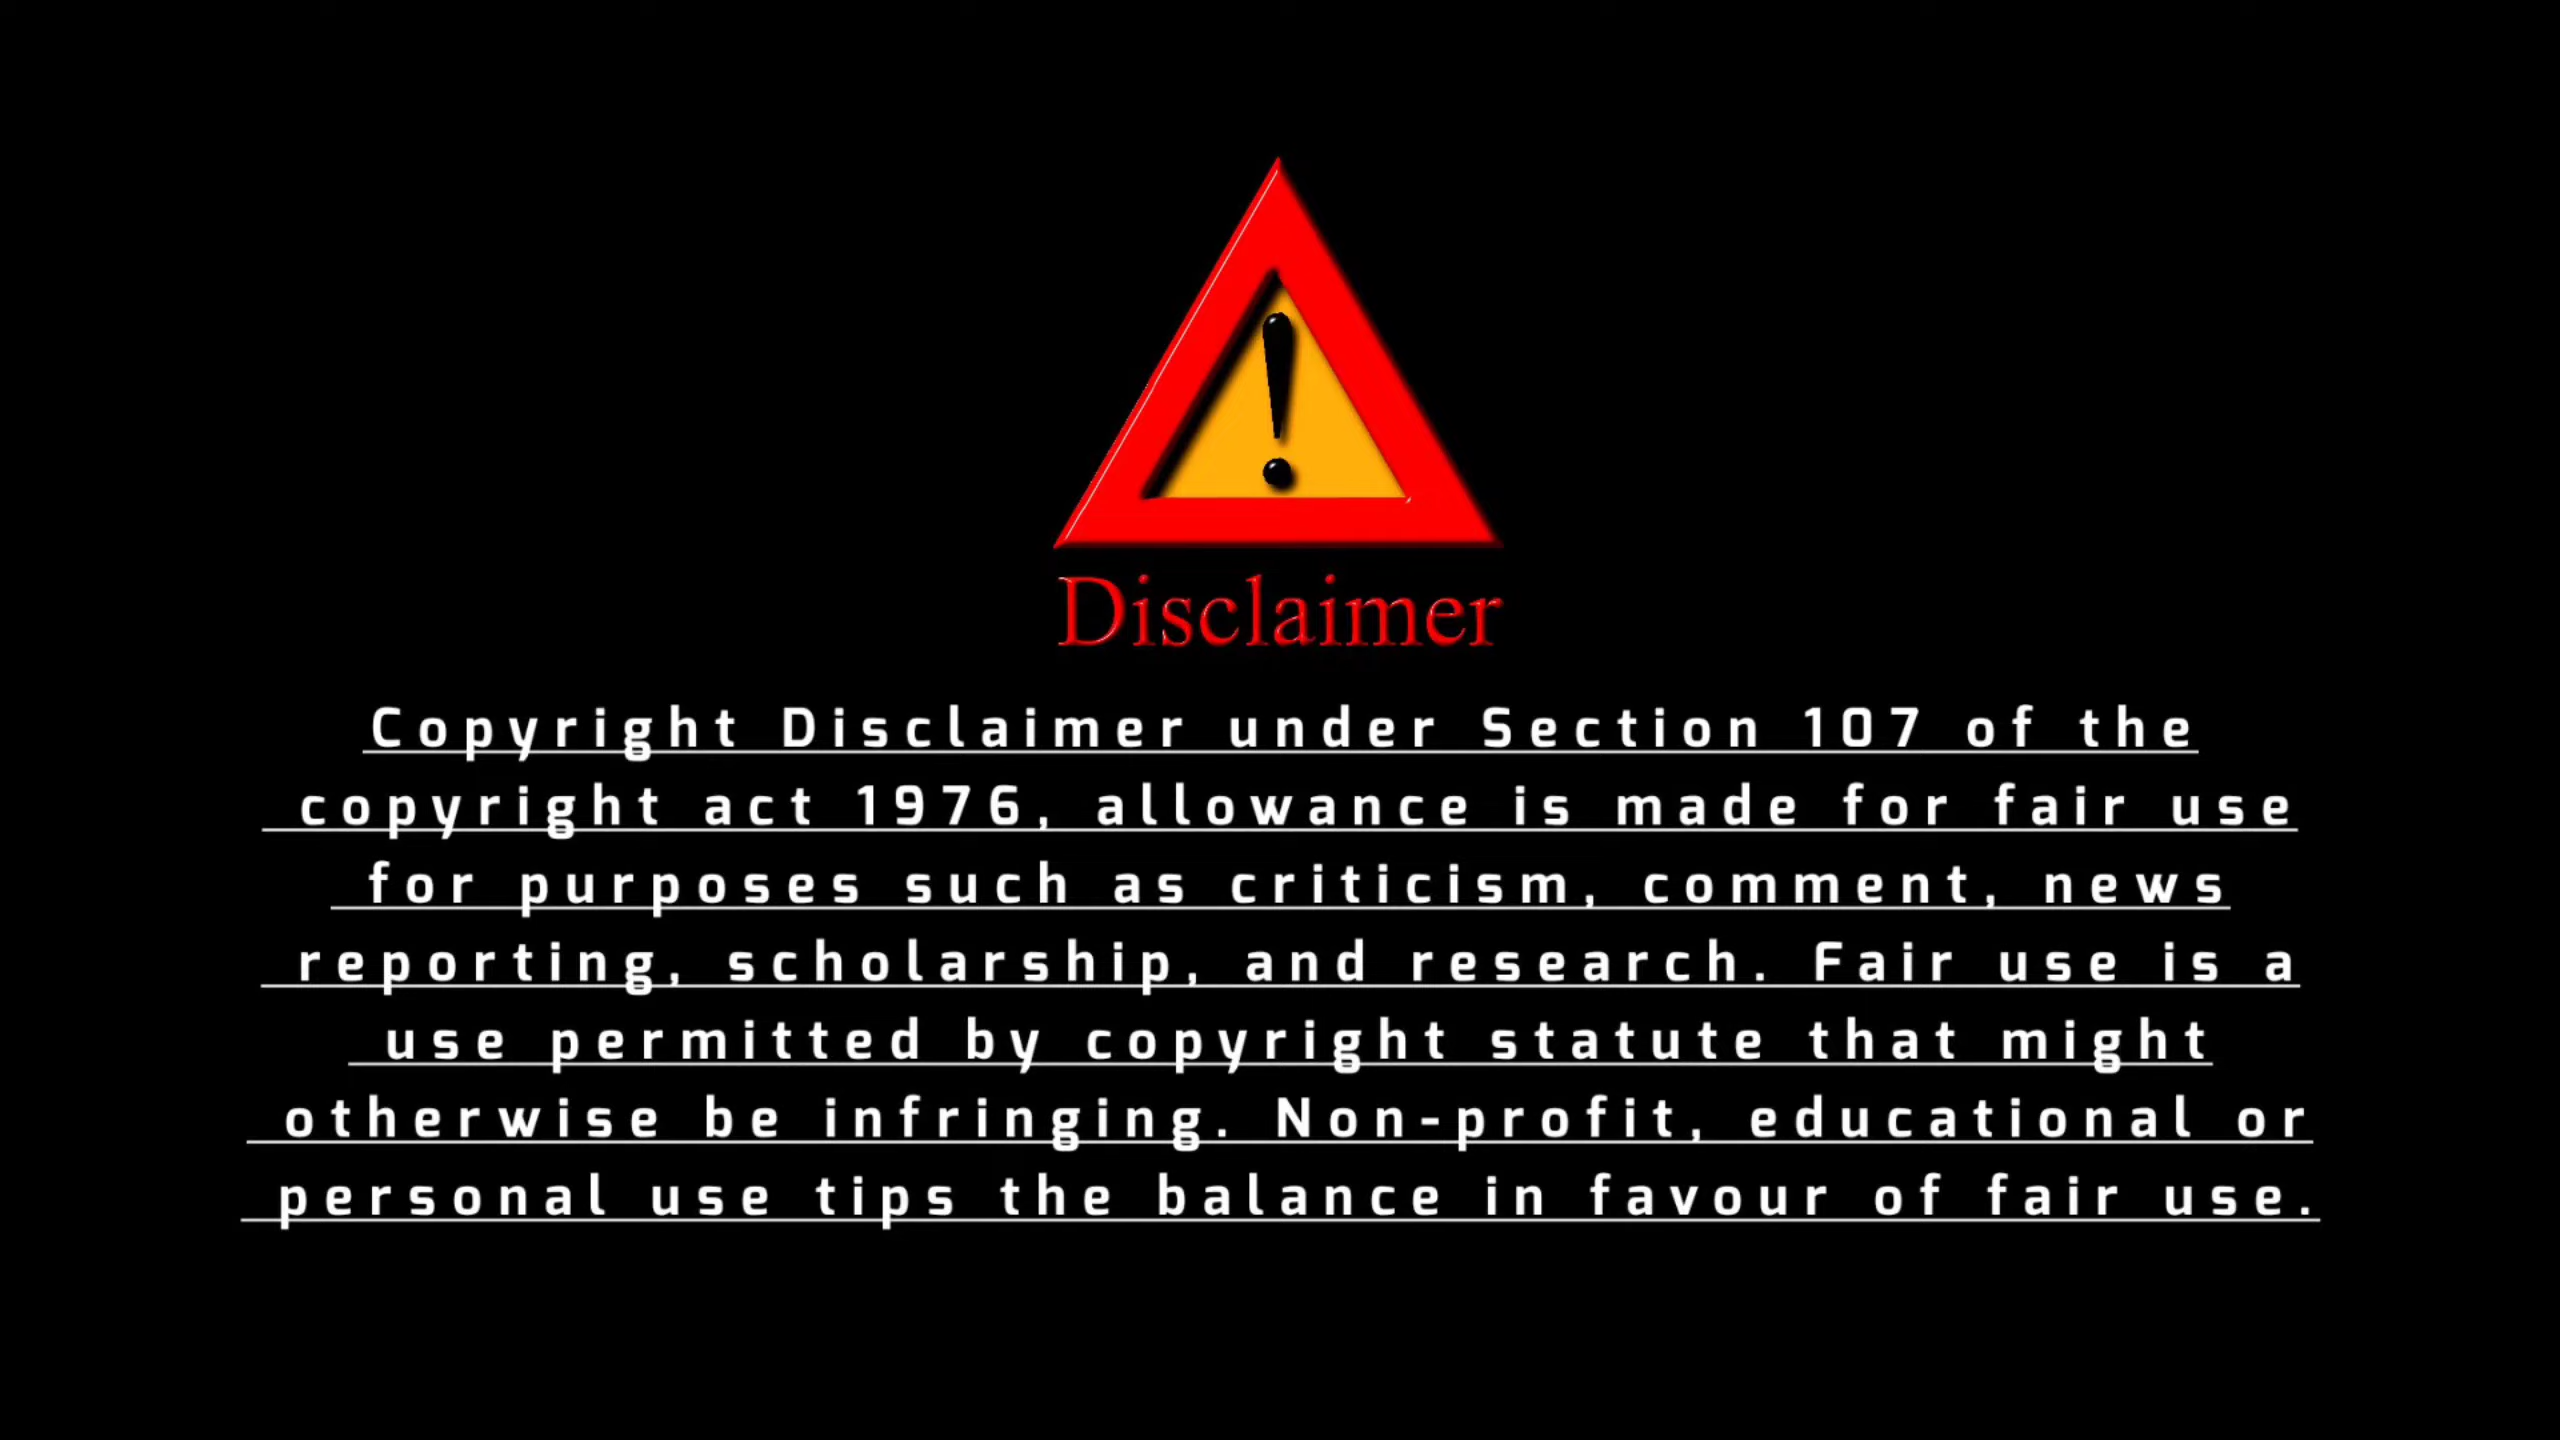 !
Disclaimer
Copyright Disclaimer under Section 107 of the
copyright act 1976, allowance is made for fair use
for purposes such as criticism, comment, news
reporting, scholarship, and research. Fair use is a
use permitted by copyright statute that might
otherwise be infringing. Non-profit, educational or
personal use tips the balance in favour of fair use.